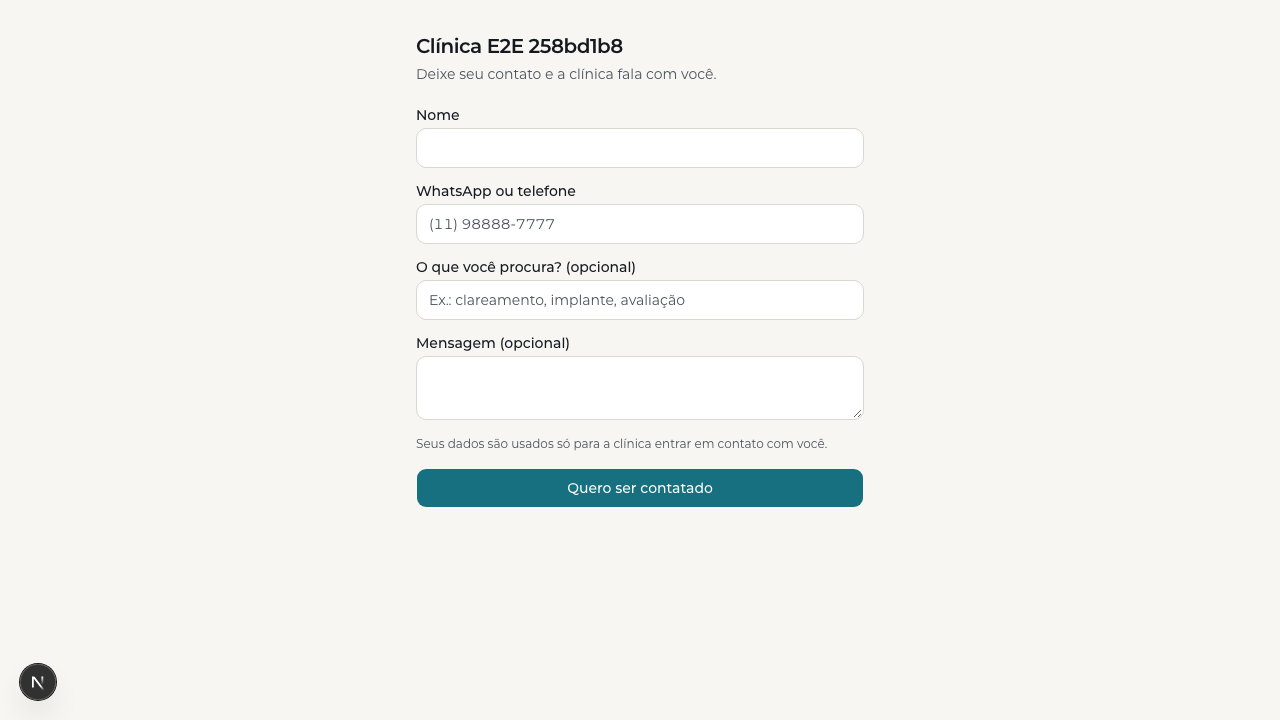 Clínica E2E 258bd1b8
Deixe seu contato e a clínica fala com você.
Nome
WhatsApp ou telefone
(11) 98888-7777
O que você procura? (opcional)
Ex.: clareamento, implante, avaliação
Mensagem (opcional)
Seus dados são usados só para a clínica entrar em contato com você.
Quero ser contatado
N